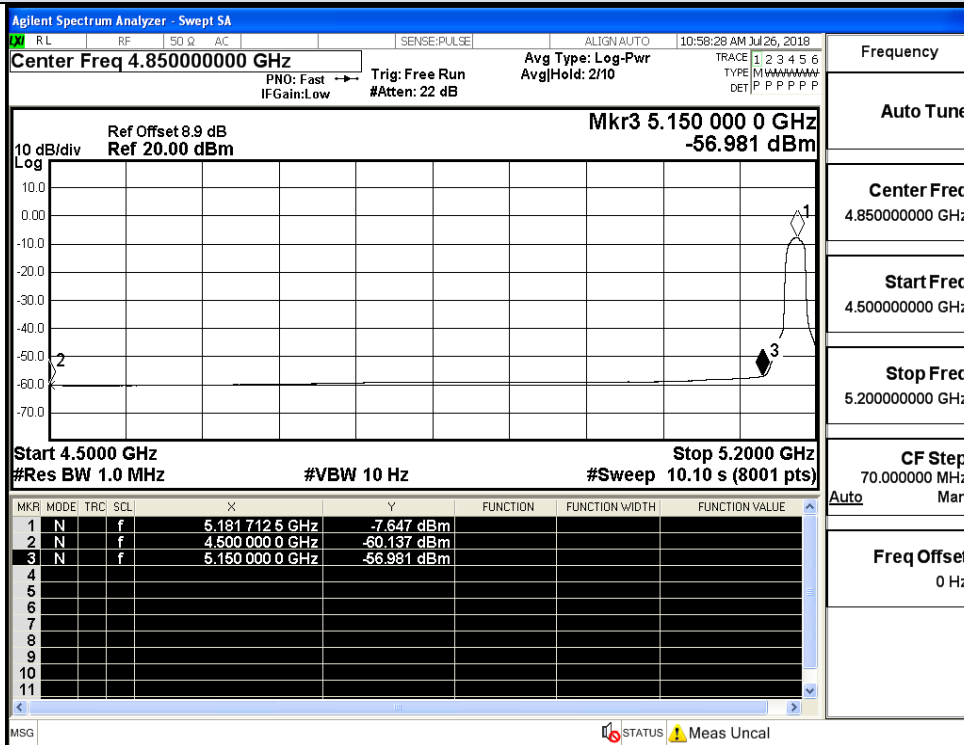 Agilent Spectrum Analyzer - Swept SA
LXI RL RF 50 Ω AC SENSE:PULSE ALIGN AUTO 10:58:28 AM Jul 26, 2018
Center Freq 4.850000000 GHz
PNO: Fast
IFGain:Low
Trig: Free Run
#Atten: 22 dB
Avg Type: Log-Pwr
Avg|Hold: 2/10
TRACE 1 2 3 4 5 6
TYPE M WWWWW
DET P P P P P P
Mkr3 5.150 000 0 GHz
-56.981 dBm
Ref Offset 8.9 dB
10 dB/div Ref 20.00 dBm
Log
10.0
0.00
-10.0
-20.0
-30.0
-40.0
-50.0
-60.0
-70.0
1
2
3
Start 4.5000 GHz Stop 5.2000 GHz
#Res BW 1.0 MHz #VBW 10 Hz #Sweep 10.10 s (8001 pts)
MKR MODE TRC SCL X Y FUNCTION FUNCTION WIDTH FUNCTION VALUE
1 N f 5.181 712 5 GHz -7.647 dBm
2 N f 4.500 000 0 GHz -60.137 dBm
3 N f 5.150 000 0 GHz -56.981 dBm
4
5
6
7
8
9
10
11
MSG STATUS Meas Uncal
Frequency
Auto Tune
Center Freq
4.850000000 GHz
Start Freq
4.500000000 GHz
Stop Freq
5.200000000 GHz
CF Step
70.000000 MHz
Auto Man
Freq Offset
0 Hz